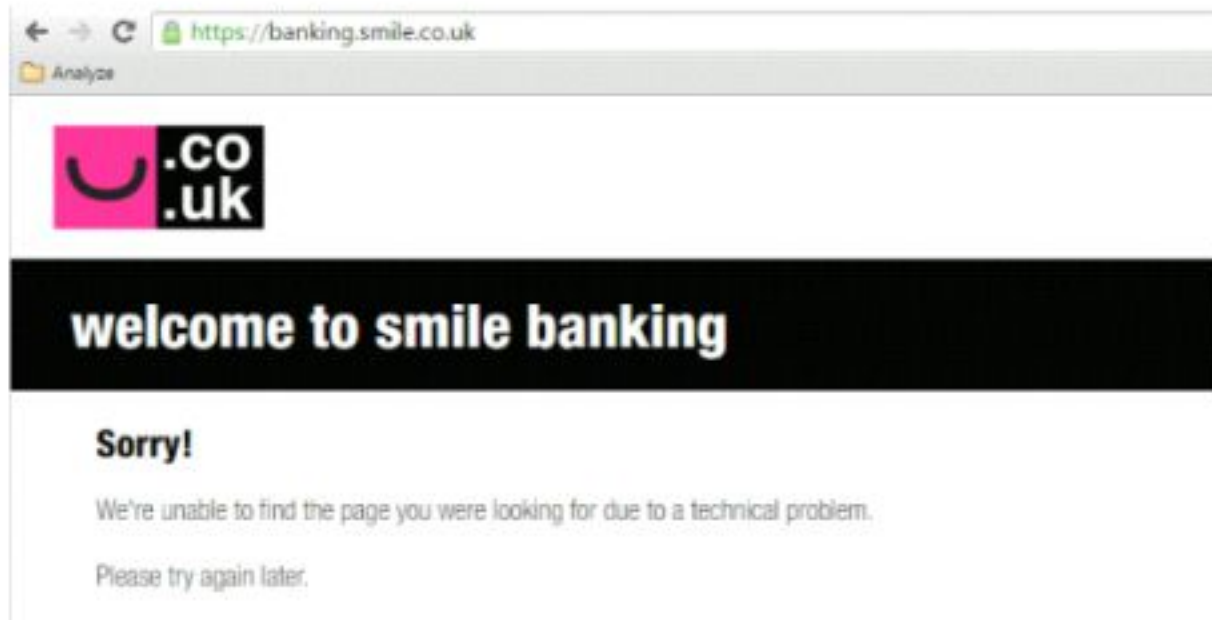 https://banking.smile.co.uk
Analyze
.co
.uk
welcome to smile banking
Sorry!
We're unable to find the page you were looking for due to a technical problem.
Please try again later.